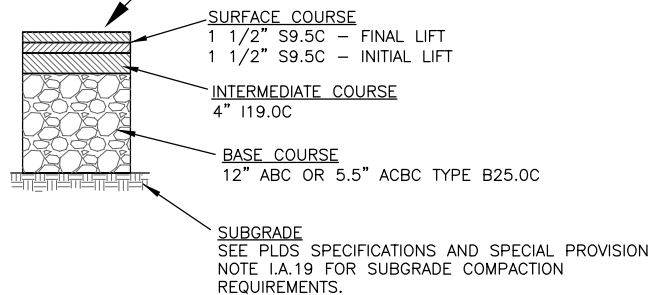 SURFACE COURSE
1 1/2" S9.5C – FINAL LIFT
1 1/2" S9.5C – INITIAL LIFT
INTERMEDIATE COURSE
4" I19.0C
BASE COURSE
12" ABC OR 5.5" ACBC TYPE B25.0C
SUBGRADE
SEE PLDS SPECIFICATIONS AND SPECIAL PROVISION
NOTE I.A.19 FOR SUBGRADE COMPACTION
REQUIREMENTS.